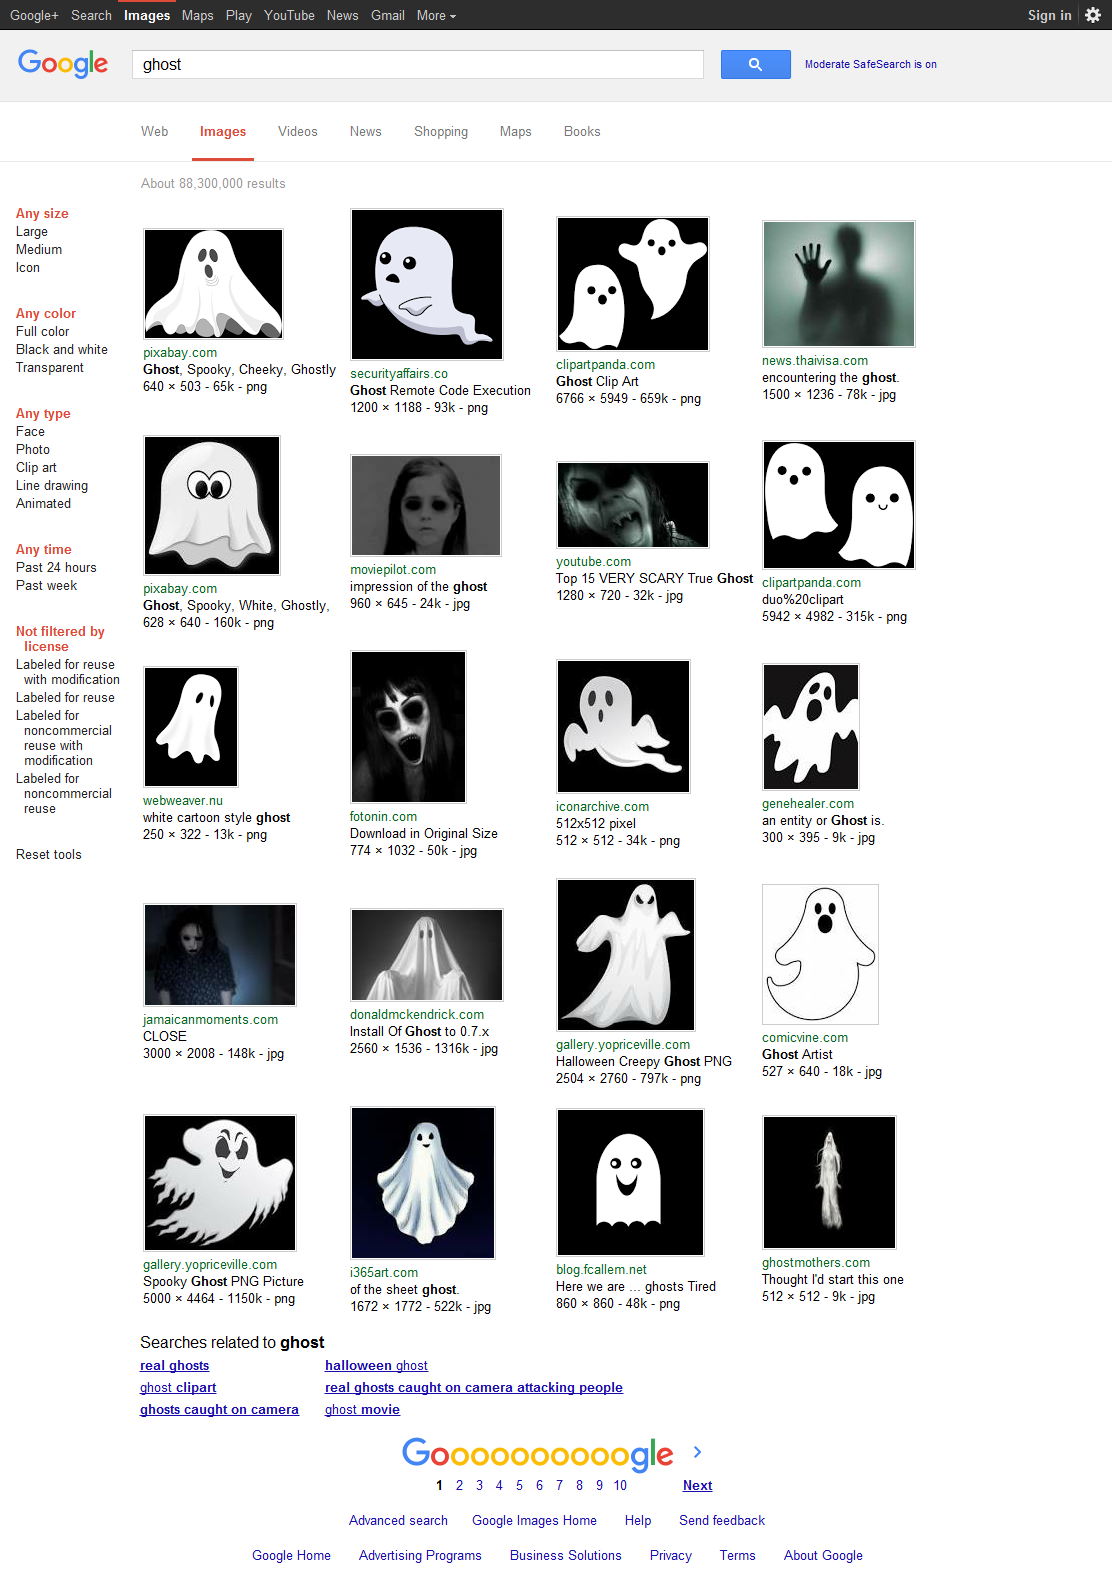 Google+ Search Images Maps Play YouTube News Gmail More Sign in
Google ghost Moderate SafeSearch is on
Web Images Videos News Shopping Maps Books
About 88,300,000 results
Any size
Large
Medium
Icon
Any color
Full color
Black and white
Transparent
Any type
Face
Photo
Clip art
Line drawing
Animated
Any time
Past 24 hours
Past week
Not filtered by
license
Labeled for reuse
with modification
Labeled for reuse
Labeled for
noncommercial
reuse with
modification
Labeled for
noncommercial
reuse
Reset tools
pixabay.com
Ghost, Spooky, Cheeky, Ghostly
640 × 503 - 65k - png
securityaffairs.co
Ghost Remote Code Execution
1200 × 1188 - 93k - png
clipartpanda.com
Ghost Clip Art
6766 × 5949 - 659k - png
news.thaivisa.com
encountering the ghost.
1500 × 1236 - 78k - jpg
pixabay.com
Ghost, Spooky, White, Ghostly,
628 × 640 - 160k - png
moviepilot.com
impression of the ghost
960 × 645 - 24k - jpg
youtube.com
Top 15 VERY SCARY True Ghost
1280 × 720 - 32k - jpg
clipartpanda.com
duo%20clipart
5942 × 4982 - 315k - png
webweaver.nu
white cartoon style ghost
250 × 322 - 13k - png
fotonin.com
Download in Original Size
774 × 1032 - 50k - jpg
iconarchive.com
512x512 pixel
512 × 512 - 34k - png
genehealer.com
an entity or Ghost is.
300 × 395 - 9k - jpg
jamaicanmoments.com
CLOSE
3000 × 2008 - 148k - jpg
donaldmckendrick.com
Install Of Ghost to 0.7.x
2560 × 1536 - 1316k - jpg
gallery.yopriceville.com
Halloween Creepy Ghost PNG
2504 × 2760 - 797k - png
comicvine.com
Ghost Artist
527 × 640 - 18k - jpg
gallery.yopriceville.com
Spooky Ghost PNG Picture
5000 × 4464 - 1150k - png
i365art.com
of the sheet ghost.
1672 × 1772 - 522k - jpg
blog.fcallem.net
Here we are ... ghosts Tired
860 × 860 - 48k - png
ghostmothers.com
Thought I'd start this one
512 × 512 - 9k - jpg
Searches related to ghost
real ghosts halloween ghost
ghost clipart real ghosts caught on camera attacking people
ghosts caught on camera ghost movie
Goooooooooogle
1 2 3 4 5 6 7 8 9 10 Next
Advanced search Google Images Home Help Send feedback
Google Home Advertising Programs Business Solutions Privacy Terms About Google